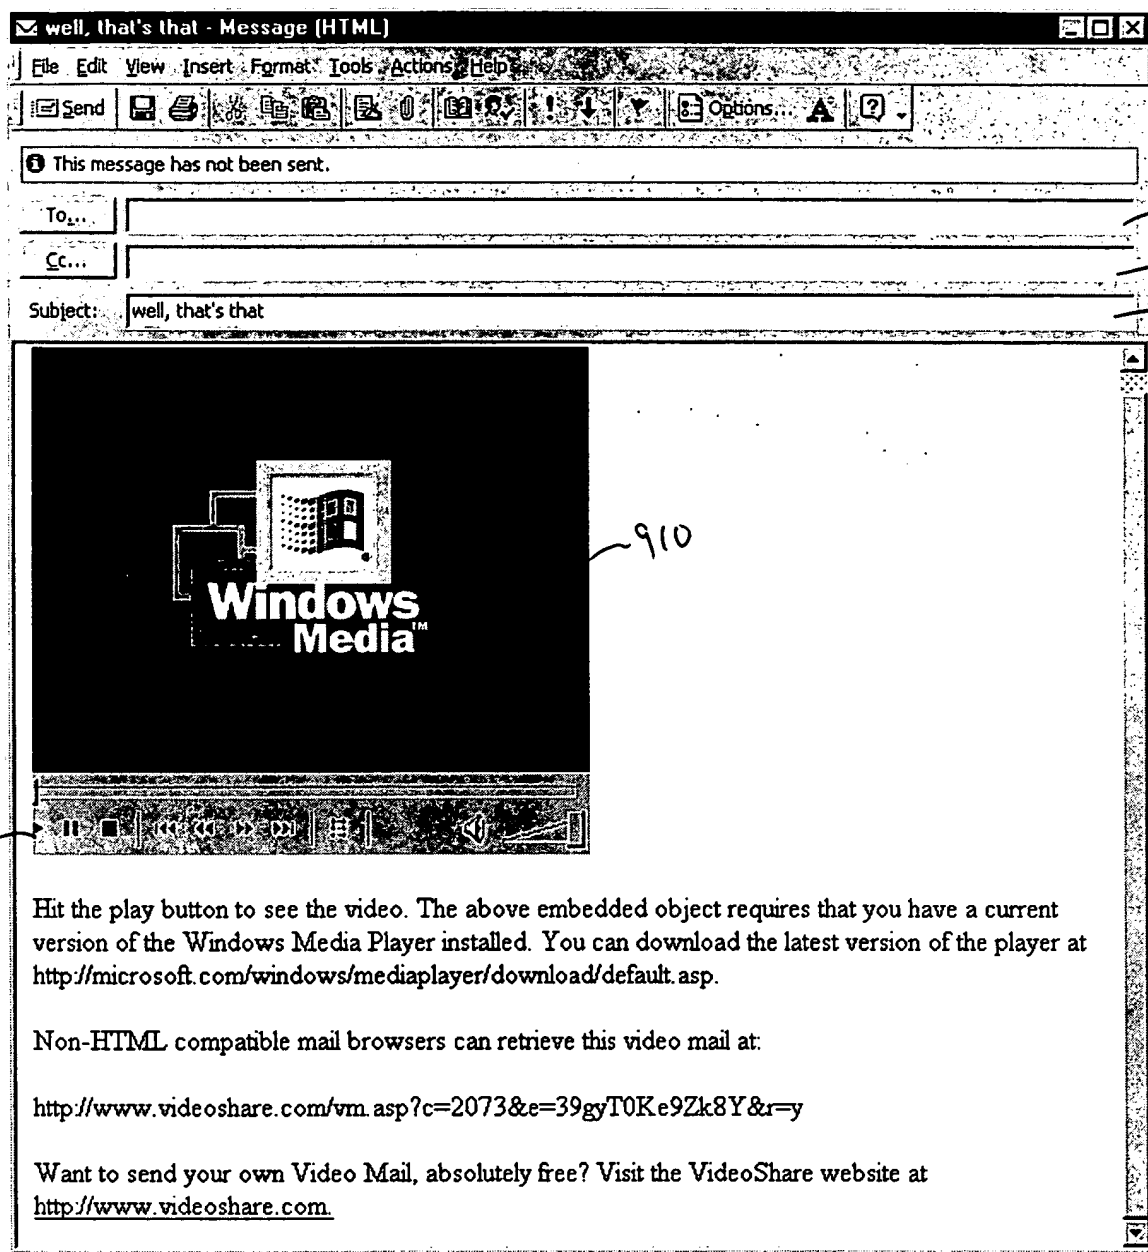 well, that's that - Message (HTML)
File Edit View Insert Format Tools Actions Help
Send Options... A ?
This message has not been sent.
To...
Cc...
Subject: well, that's that
910
Windows
Media™
Hit the play button to see the video. The above embedded object requires that you have a current
version of the Windows Media Player installed. You can download the latest version of the player at
http://microsoft.com/windows/mediaplayer/download/default.asp.
Non-HTML compatible mail browsers can retrieve this video mail at:
http://www.videoshare.com/vm.asp?c=2073&e=39gyT0Ke9Zk8Y&r=y
Want to send your own Video Mail, absolutely free? Visit the VideoShare website at
http://www.videoshare.com.